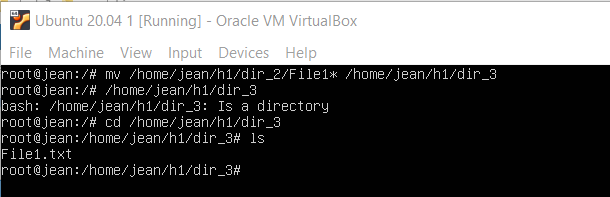 Ubuntu 20.04 1 [Running] - Oracle VM VirtualBox
File Machine View Input Devices Help
root@jean:/# mv /home/jean/h1/dir_2/File1* /home/jean/h1/dir_3
root@jean:/# /home/jean/h1/dir_3
bash: /home/jean/h1/dir_3: Is a directory
root@jean:/# cd /home/jean/h1/dir_3
root@jean:/home/jean/h1/dir_3# ls
File1.txt
root@jean:/home/jean/h1/dir_3#